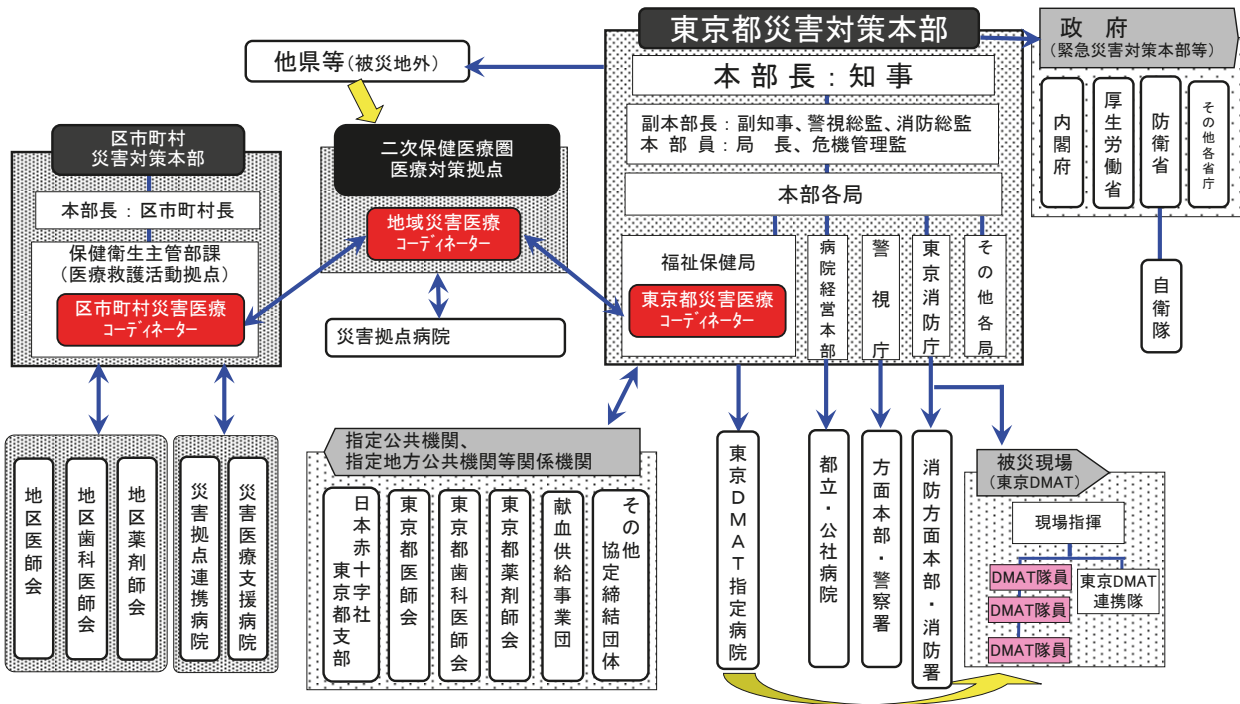 東京都災害対策本部
本部長：知事
副本部長：副知事、警視総監、消防総監
本 部 員：局　長、危機管理監
本部各局
福祉保健局
東京都災害医療
コーディネーター
病院経営本部
警視庁
東京消防庁
その他各局
政　府
（緊急災害対策本部等）
内閣府
厚生労働省
防衛省
その他各省庁
自衛隊
他県等（被災地外）
二次保健医療圏
医療対策拠点
地域災害医療
コーディネーター
災害拠点病院
区市町村
災害対策本部
本部長：区市町村長
保健衛生主管部課
（医療救護活動拠点）
区市町村災害医療
コーディネーター
地区医師会
地区歯科医師会
地区薬剤師会
災害拠点連携病院
災害医療支援病院
指定公共機関、
指定地方公共機関等関係機関
日本赤十字社
東京都支部
東京都医師会
東京都歯科医師会
東京都薬剤師会
献血供給事業団
その他
協定締結団体
東京DMAT指定病院
都立・公社病院
方面本部・警察署
消防方面本部・消防署
被災現場
（東京DMAT）
現場指揮
DMAT隊員
DMAT隊員
DMAT隊員
東京DMAT
連携隊